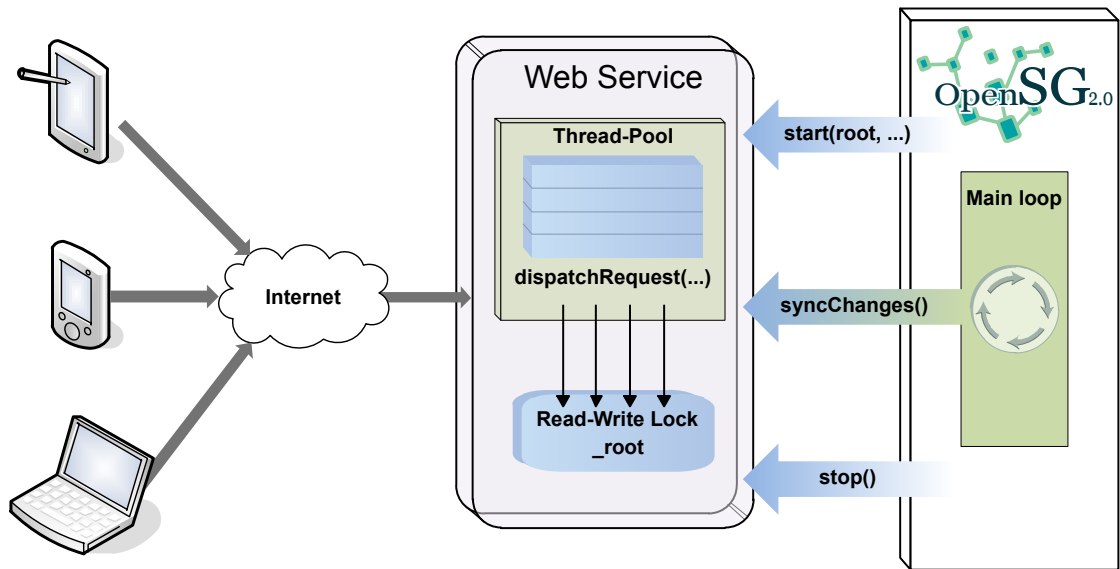 Web Service
OpenSG2.0
Thread-Pool
start(root, ...)
Main loop
dispatchRequest(...)
Internet
syncChanges()
Read-Write Lock
_root
stop()